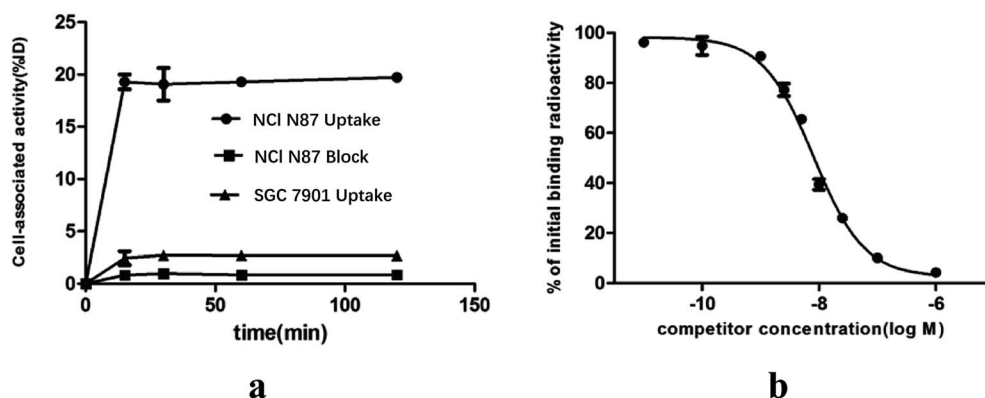 Cell-associated activity(%ID)
25
20
15
10
5
0
0
50
100
150
time(min)
NCl N87 Uptake
NCl N87 Block
SGC 7901 Uptake
a
% of initial binding radioactivity
100
80
60
40
20
0
-10
-8
-6
competitor concentration(log M)
b